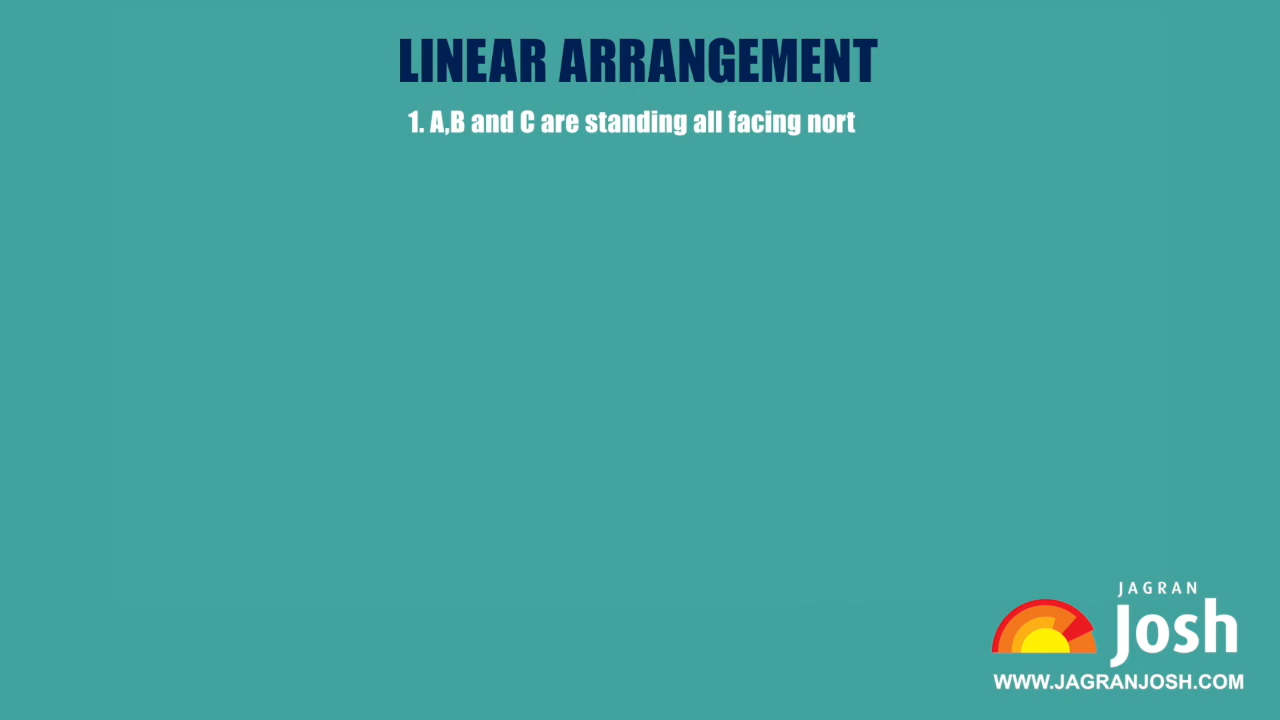 LINEAR ARRANGEMENT
1. A,B and C are standing all facing nort
JAGRAN
Josh
WWW.JAGRANJOSH.COM